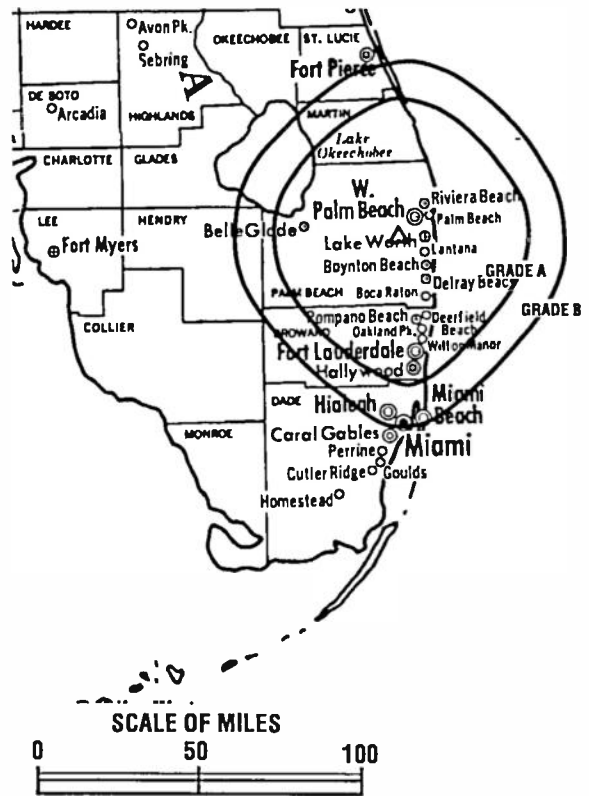 HARDEE
Avon Pk.
Sebring
A
OKEECHOBEE
ST. LUCIE
Fort Pierce
DE SOTO
Arcadia
HIGHLANDS
MARTIN
Lake
Okeechobee
CHARLOTTE
GLADES
W.
Palm Beach
Riviera Beach
Palm Beach
LEE
HENDRY
Belle Glade
Fort Myers
Lake Worth
Lantana
Boynton Beach
GRADE A
Delray Beach
PALM BEACH
Boca Raton
GRADE B
COLLIER
Pompano Beach
Deerfield
Beach
BROWARD
Oakland Pk.
Wilton Manor
Fort Lauderdale
Hallywood
DADE
Hialeah
Miami
Beach
MONROE
Caral Gables
Miami
Perrine
Cutler Ridge
Goulds
Homestead
SCALE OF MILES
0 50 100